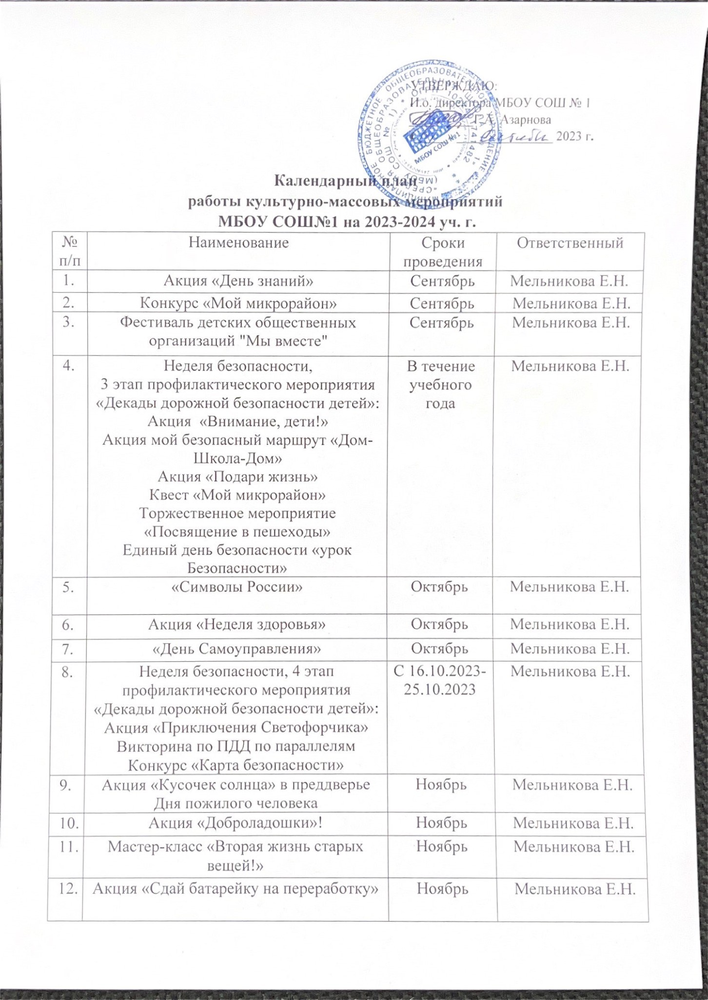 УТВЕРЖДАЮ:
И.о. директора МБОУ СОШ № 1
Г.А. Азарнова
сентября 2023 г.
МБОУ СОШ №1
Календарный план
работы культурно-массовых мероприятий
МБОУ СОШ№1 на 2023-2024 уч. г.
№ п/п Наименование Сроки проведения Ответственный
1. Акция «День знаний» Сентябрь Мельникова Е.Н.
2. Конкурс «Мой микрорайон» Сентябрь Мельникова Е.Н.
3. Фестиваль детских общественных Сентябрь Мельникова Е.Н.
организаций "Мы вместе"
4. Неделя безопасности, В течение Мельникова Е.Н.
3 этап профилактического мероприятия учебного
«Декады дорожной безопасности детей»: года
Акция «Внимание, дети!»
Акция мой безопасный маршрут «Дом-
Школа-Дом»
Акция «Подари жизнь»
Квест «Мой микрорайон»
Торжественное мероприятие
«Посвящение в пешеходы»
Единый день безопасности «урок
Безопасности»
5. «Символы России» Октябрь Мельникова Е.Н.
6. Акция «Неделя здоровья» Октябрь Мельникова Е.Н.
7. «День Самоуправления» Октябрь Мельникова Е.Н.
8. Неделя безопасности, 4 этап С 16.10.2023- Мельникова Е.Н.
профилактического мероприятия 25.10.2023
«Декады дорожной безопасности детей»:
Акция «Приключения Светофорчика»
Викторина по ПДД по параллелям
Конкурс «Карта безопасности»
9. Акция «Кусочек солнца» в преддверье Ноябрь Мельникова Е.Н.
Дня пожилого человека
10. Акция «Доброладошки»! Ноябрь Мельникова Е.Н.
11. Мастер-класс «Вторая жизнь старых Ноябрь Мельникова Е.Н.
вещей!»
12. Акция «Сдай батарейку на переработку» Ноябрь Мельникова Е.Н.